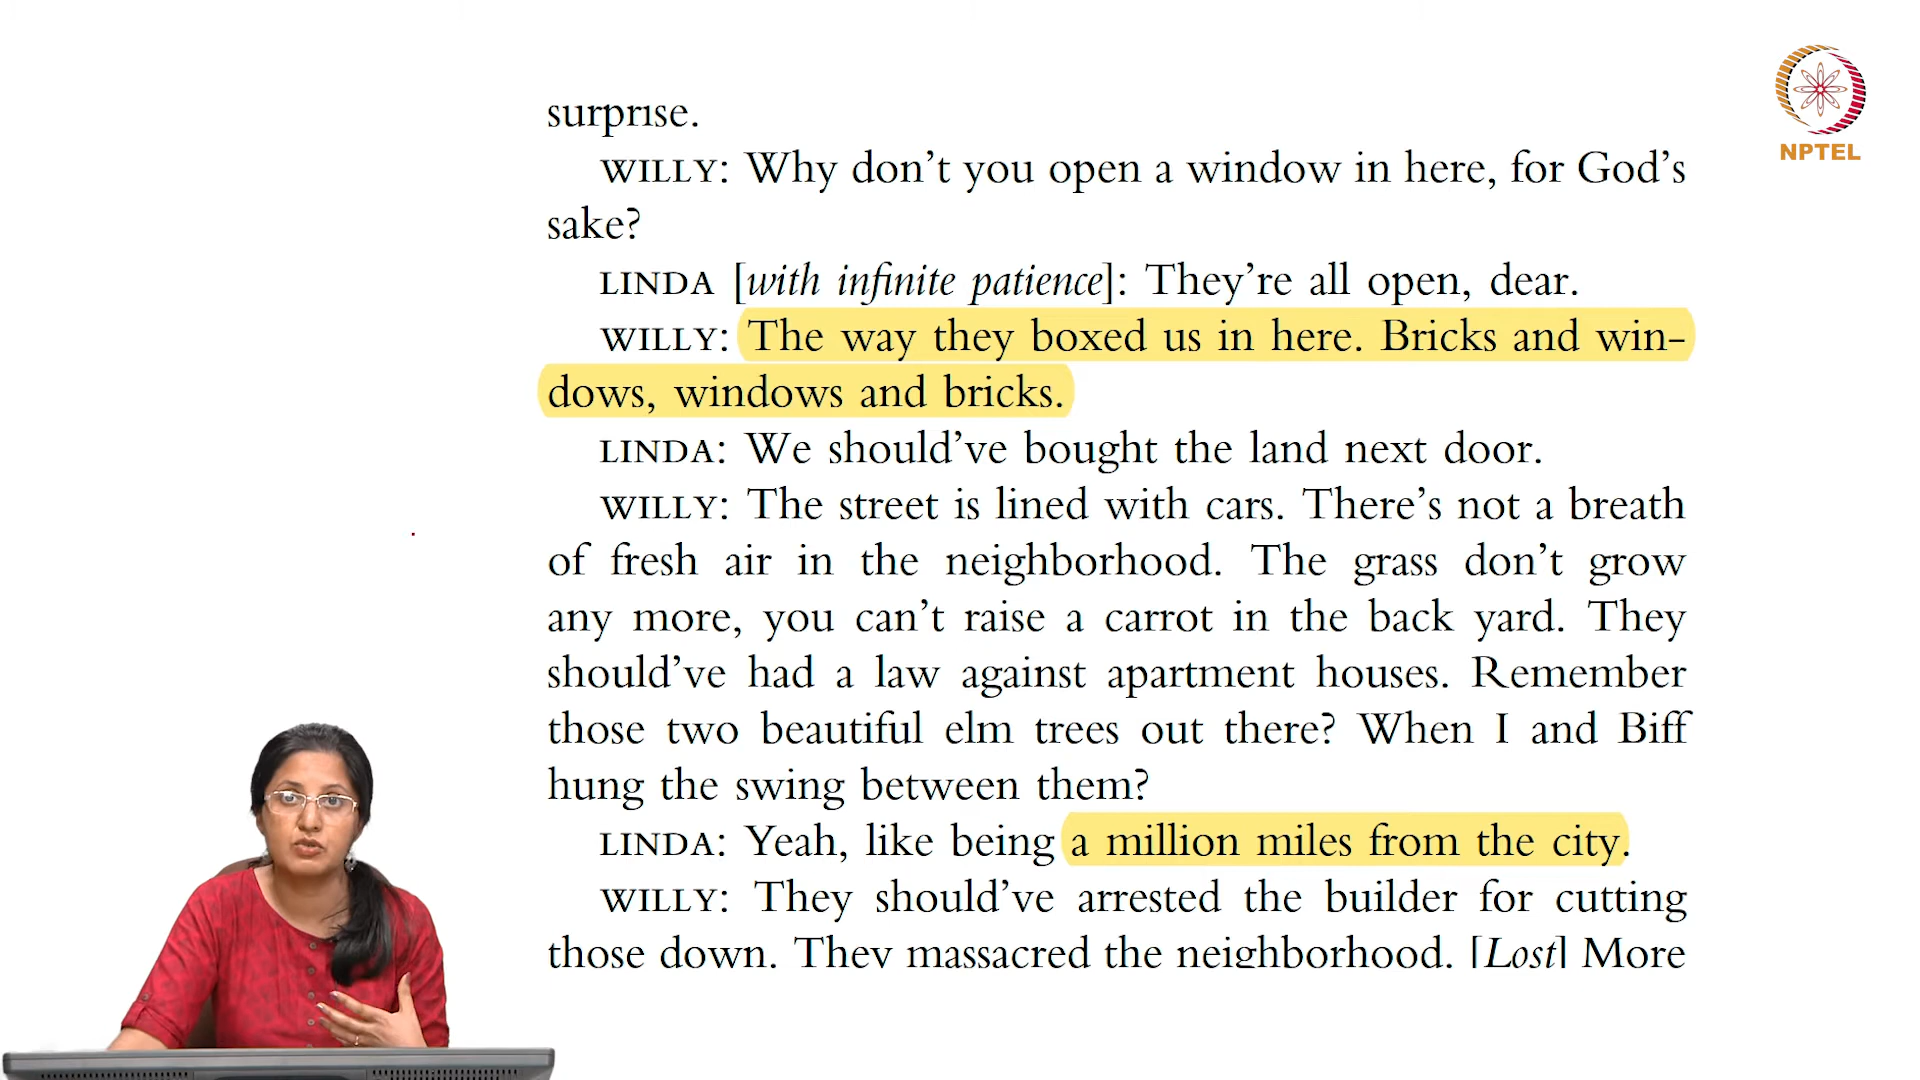 surprise.
WILLY: Why don’t you open a window in here, for God’s
sake?
LINDA [with infinite patience]: They’re all open, dear.
WILLY: The way they boxed us in here. Bricks and win-
dows, windows and bricks.
LINDA: We should’ve bought the land next door.
WILLY: The street is lined with cars. There’s not a breath
of fresh air in the neighborhood. The grass don’t grow
any more, you can’t raise a carrot in the back yard. They
should’ve had a law against apartment houses. Remember
those two beautiful elm trees out there? When I and Biff
hung the swing between them?
LINDA: Yeah, like being a million miles from the city.
WILLY: They should’ve arrested the builder for cutting
those down. They massacred the neighborhood. [Lost] More
NPTEL